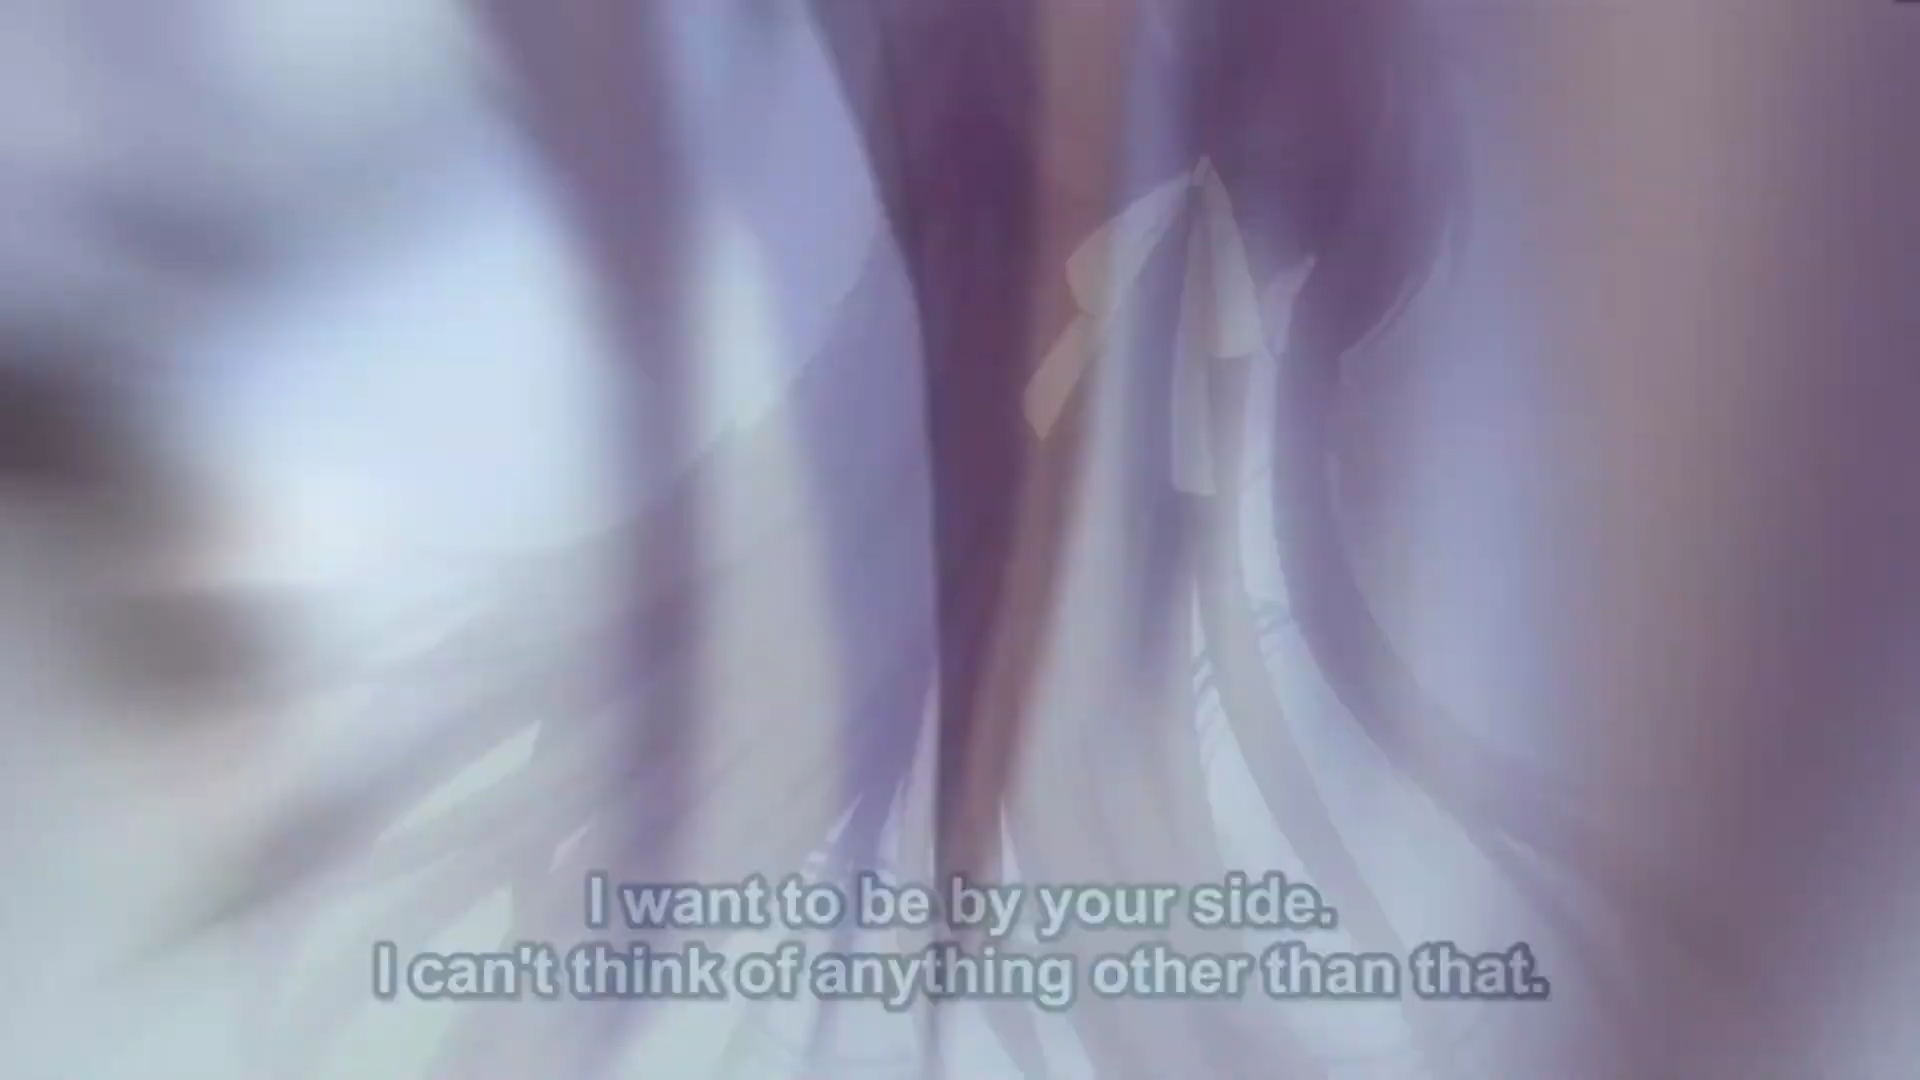 I want to be by your side.
I can't think of anything other than that.